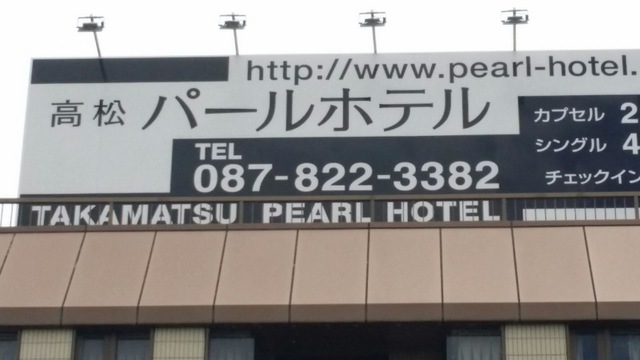 http://www.pearl-hotel.
高松 パールホテル
カプセル 2
シングル 4
チェックイン
TEL
087-822-3382
TAKAMATSU PEARL HOTEL